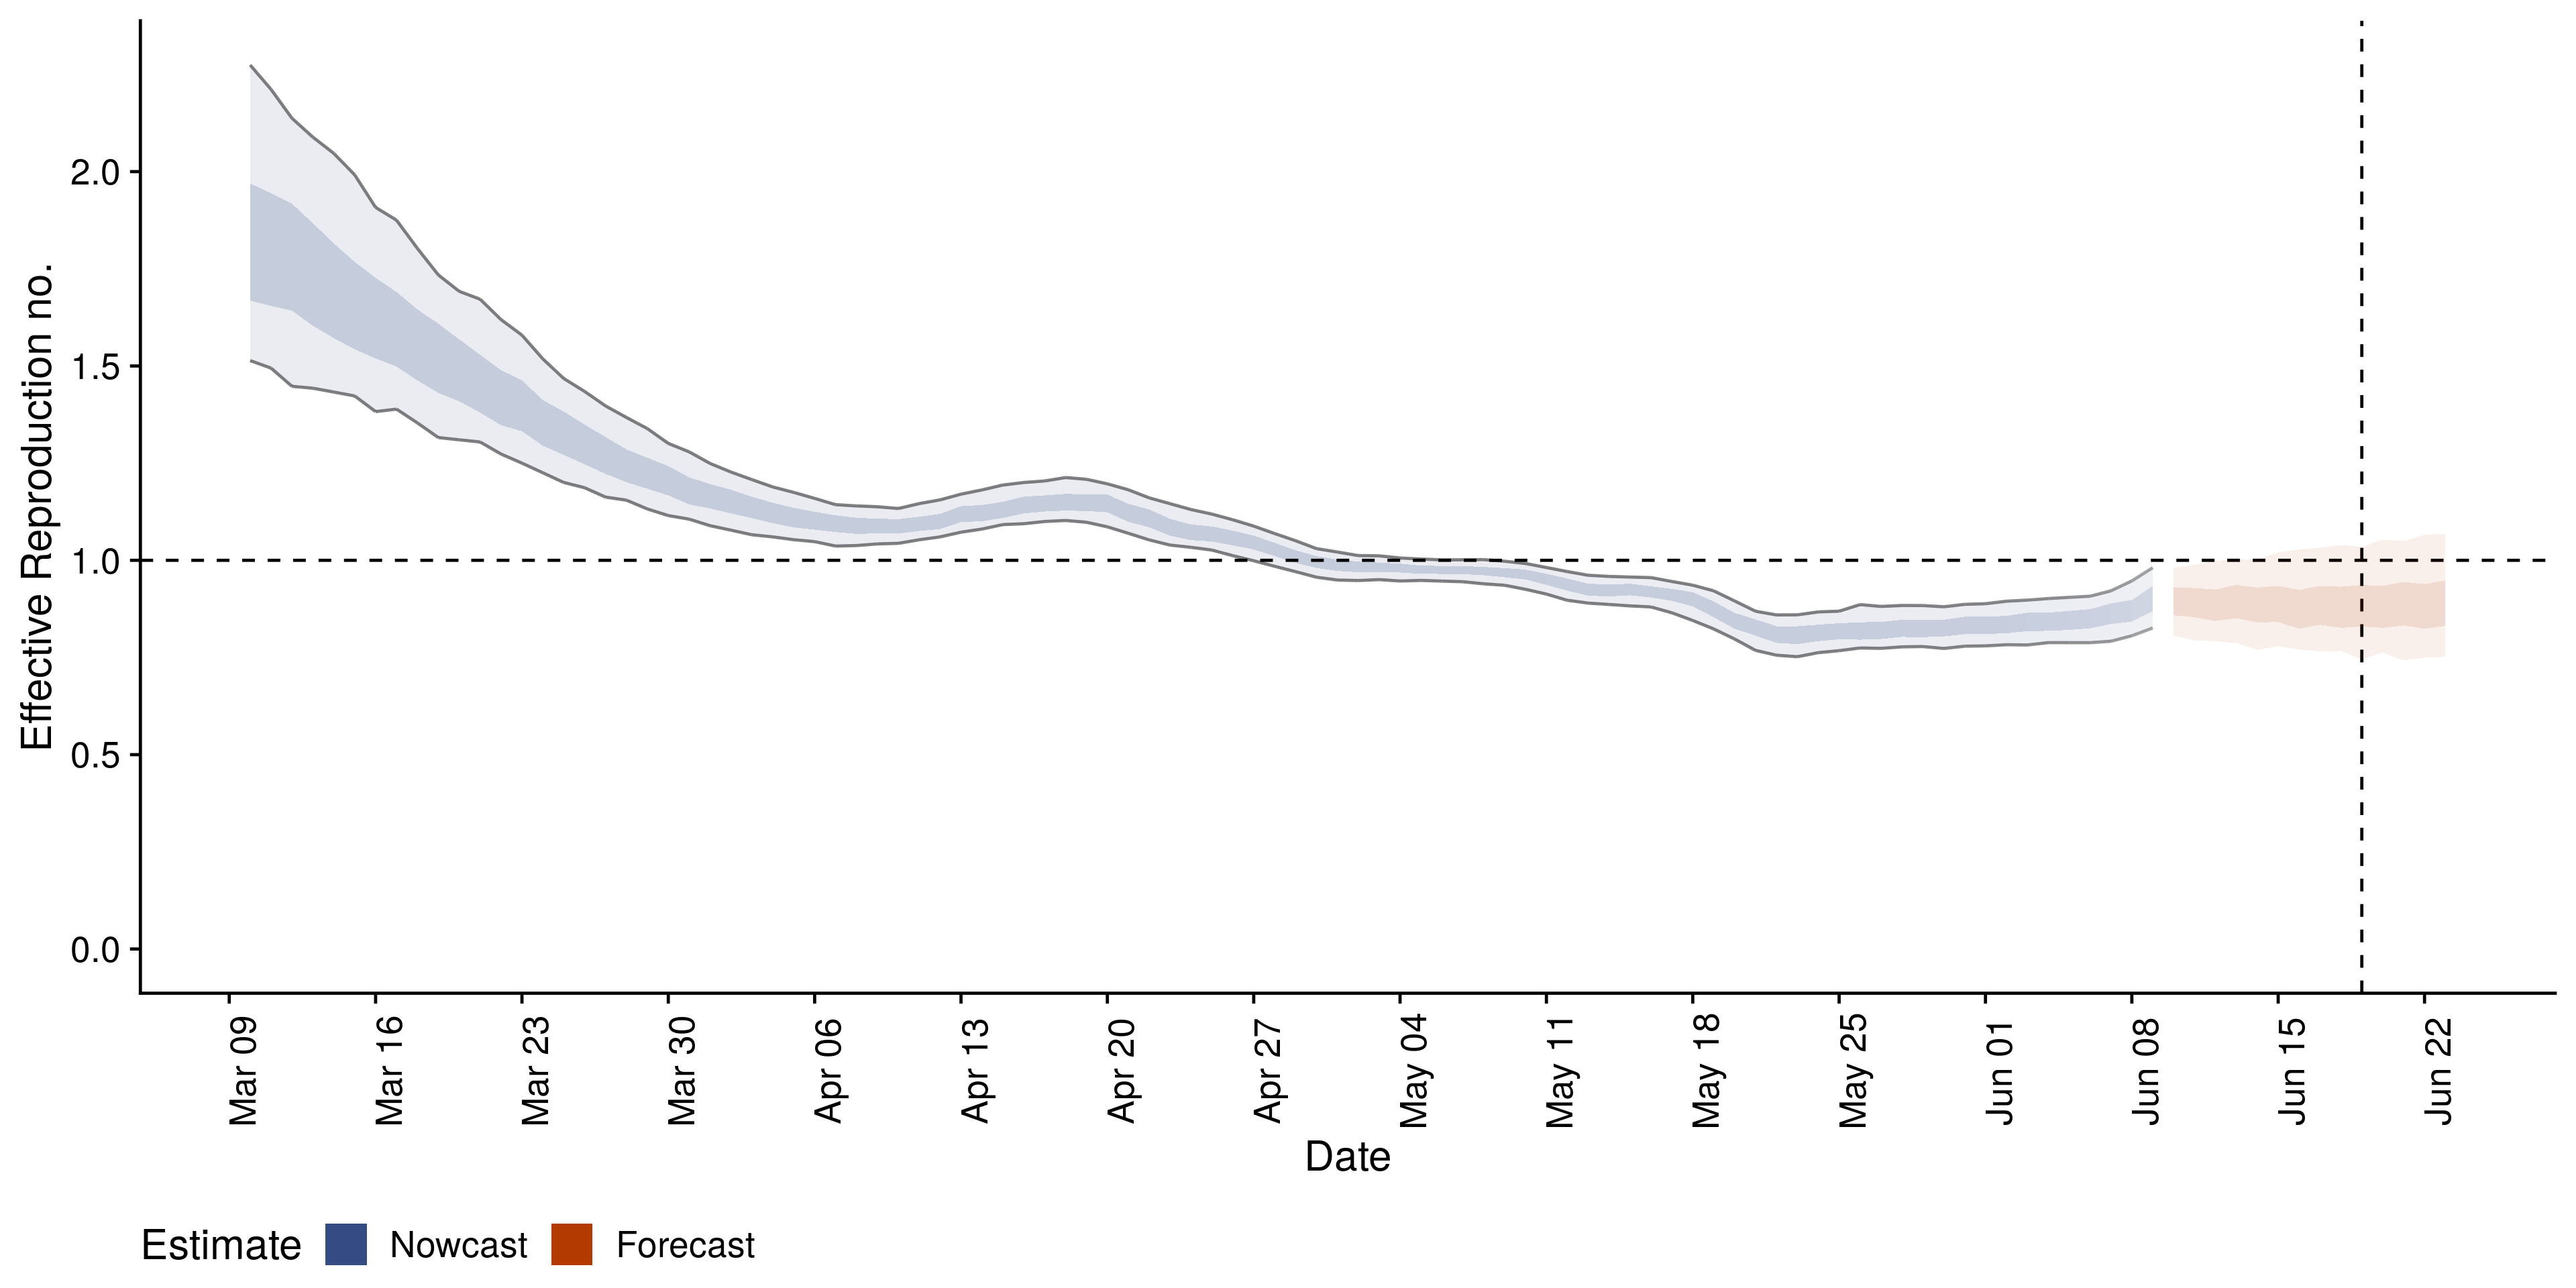 Effective Reproduction no.
2.0
1.5
1.0
0.5
0.0
Mar 09
Mar 16
Mar 23
Mar 30
Apr 06
Apr 13
Apr 20
Apr 27
May 04
May 11
May 18
May 25
Jun 01
Jun 08
Jun 15
Jun 22
Date
Estimate Nowcast Forecast